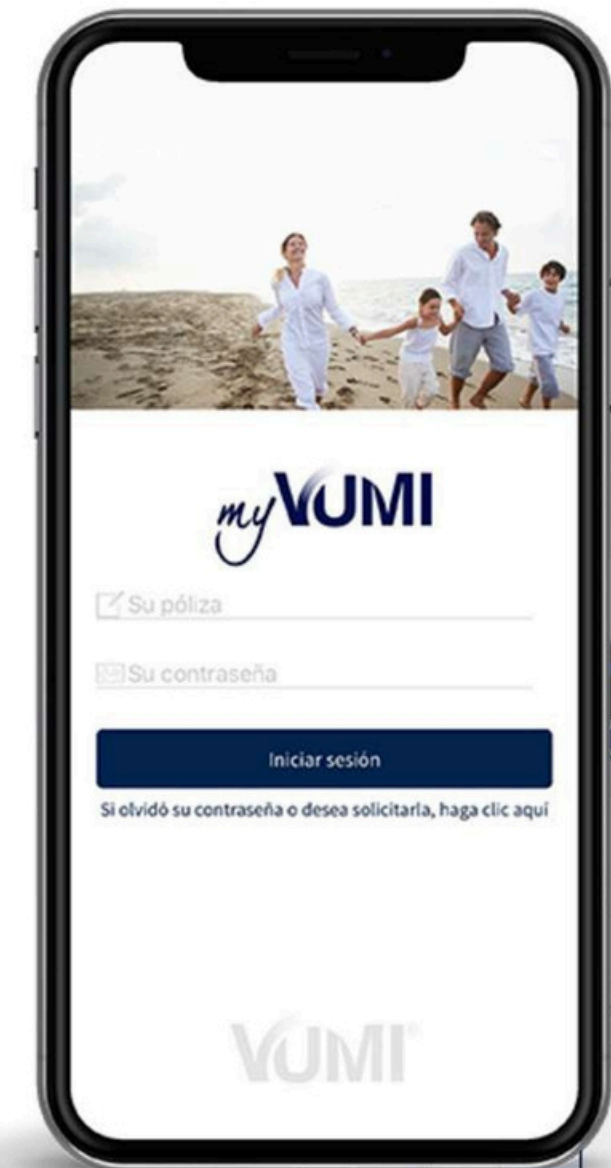 myVUMI
Su póliza
Su contraseña
Iniciar sesión
Si olvidó su contraseña o desea solicitarla, haga clic aquí
VUMI®